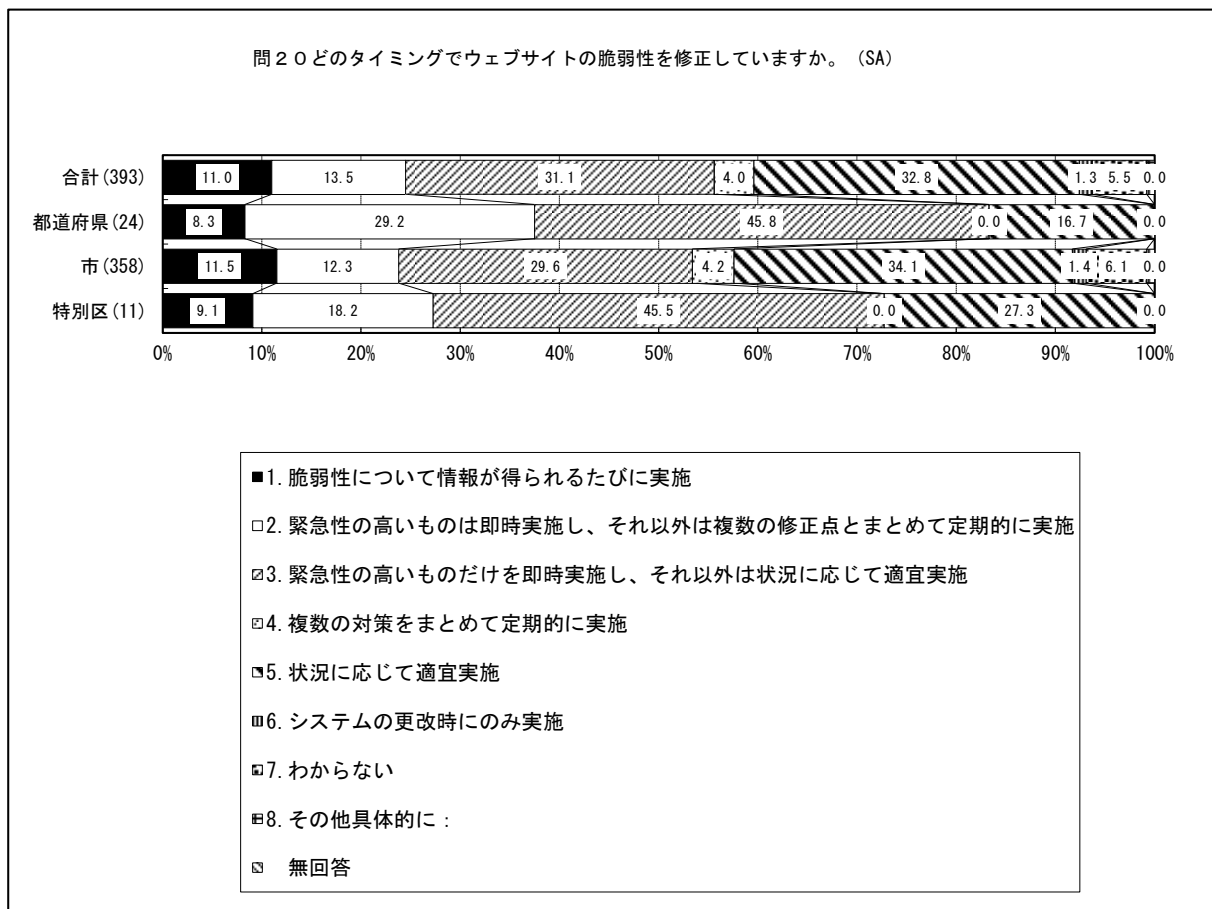 問２０どのタイミングでウェブサイトの脆弱性を修正していますか。（SA）
合計(393) 11.0 13.5 31.1 4.0 32.8 1.3 5.5 0.0
都道府県(24) 8.3 29.2 45.8 0.0 16.7 0.0
市(358) 11.5 12.3 29.6 4.2 34.1 1.4 6.1 0.0
特別区(11) 9.1 18.2 45.5 0.0 27.3 0.0
0% 10% 20% 30% 40% 50% 60% 70% 80% 90% 100%
1.脆弱性について情報が得られるたびに実施
2.緊急性の高いものは即時実施し、それ以外は複数の修正点とまとめて定期的に実施
3.緊急性の高いものだけを即時実施し、それ以外は状況に応じて適宜実施
4.複数の対策をまとめて定期的に実施
5.状況に応じて適宜実施
6.システムの更改時にのみ実施
7.わからない
8.その他具体的に：
無回答